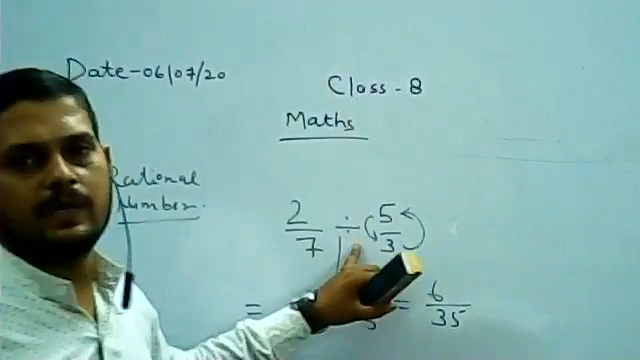 Date-06/07/20
Class - 8
Maths
Rational
Number.
2/7 ÷ 5/3
= = 6/35